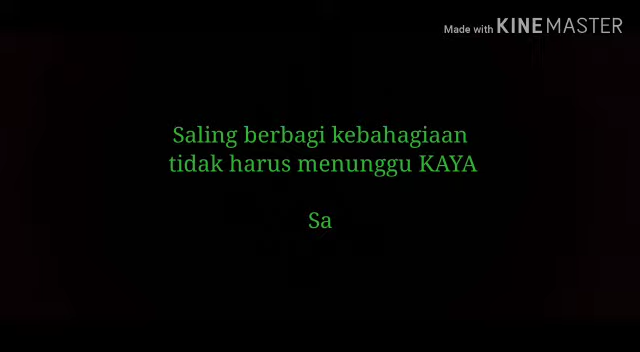 Made with KINEMASTER
Saling berbagi kebahagiaan
tidak harus menunggu KAYA
Sa